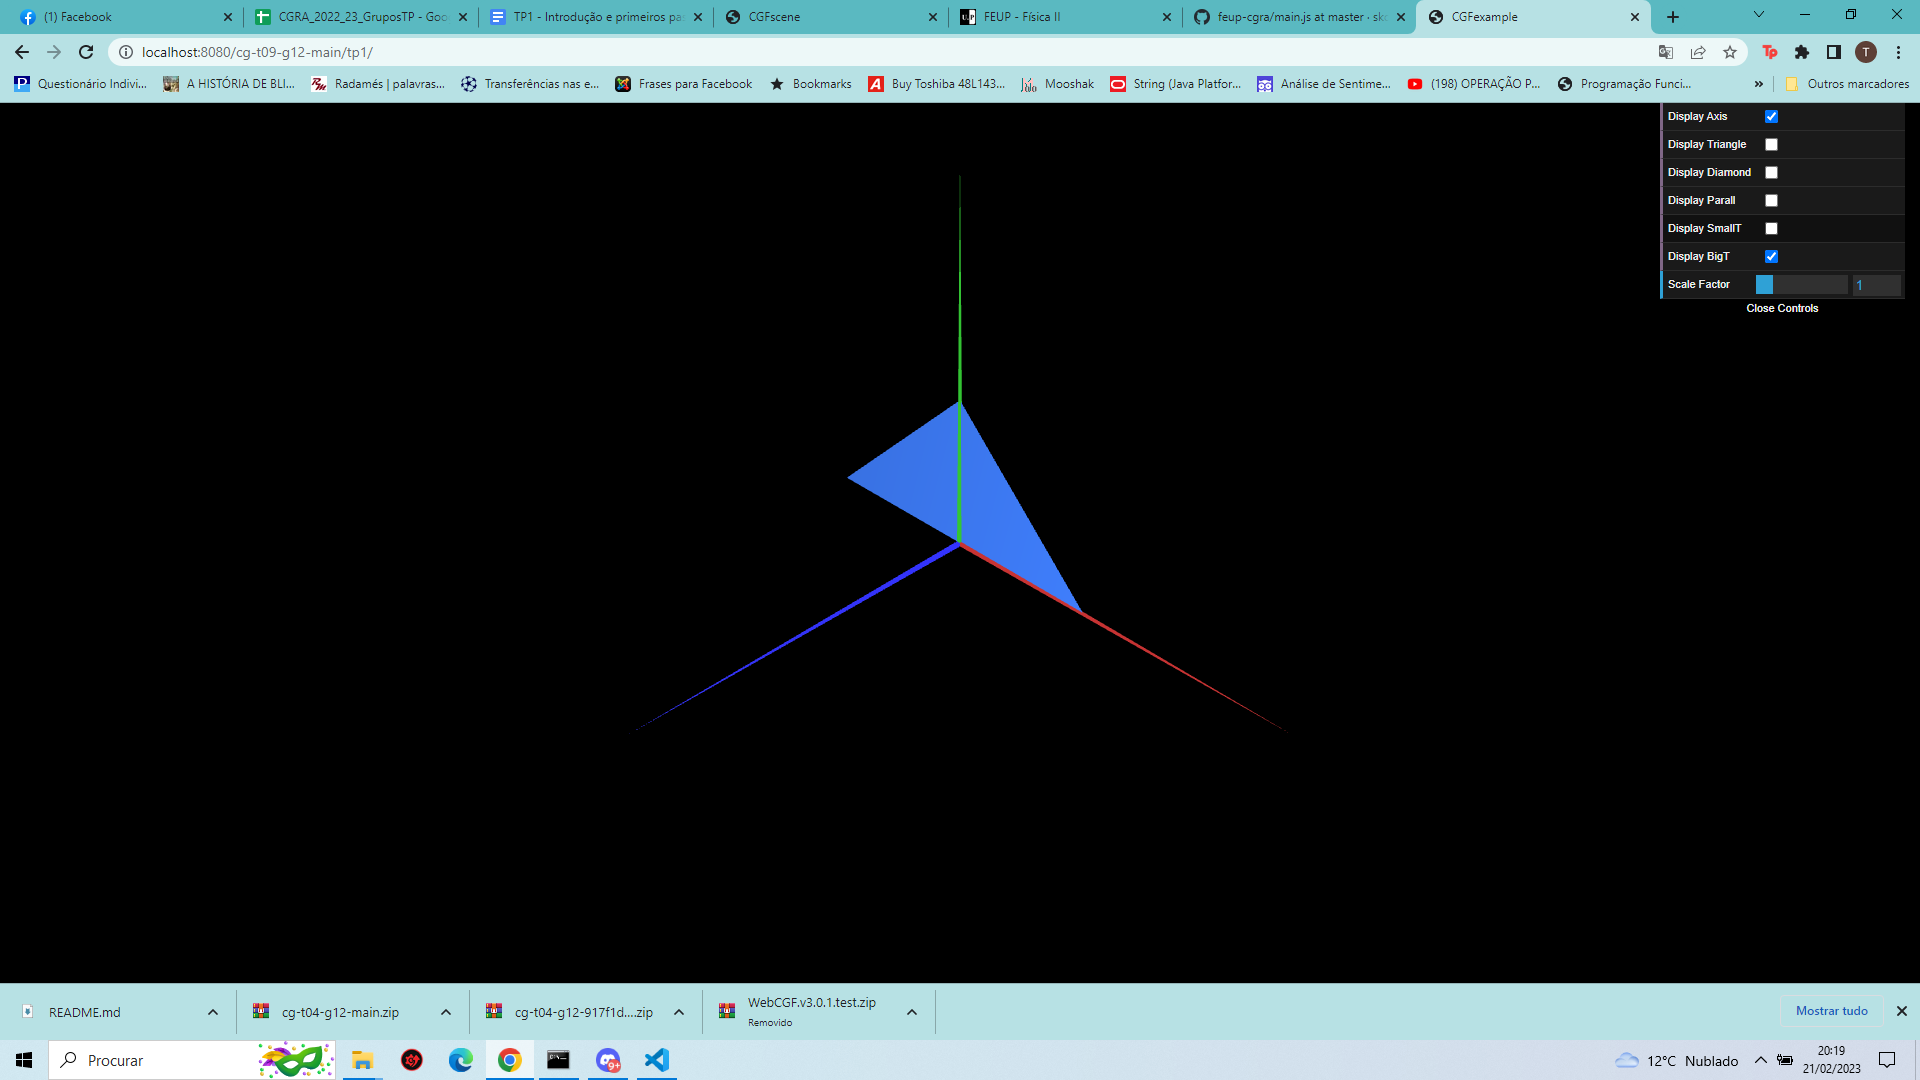 (1) Facebook
CGRA_2022_23_GruposTP - Goo
TP1 - Introdução e primeiros pa
CGFscene
FEUP - Física II
feup-cgra/main.js at master · sk
CGFexample
localhost:8080/cg-t09-g12-main/tp1/
Tp
T
Questionário Indivi...
A HISTÓRIA DE BLI...
Radamés | palavras...
Transferências nas e...
Frases para Facebook
Bookmarks
Buy Toshiba 48L143...
Mooshak
String (Java Platfor...
Análise de Sentime...
(198) OPERAÇÃO P...
Programação Funci...
»
Outros marcadores
Display Axis
Display Triangle
Display Diamond
Display Parall
Display SmallT
Display BigT
Scale Factor 1
Close Controls
README.md
cg-t04-g12-main.zip
cg-t04-g12-917f1d....zip
WebCGF.v3.0.1.test.zip
Removido
Mostrar tudo
Procurar
9+
12°C Nublado
20:19
21/02/2023